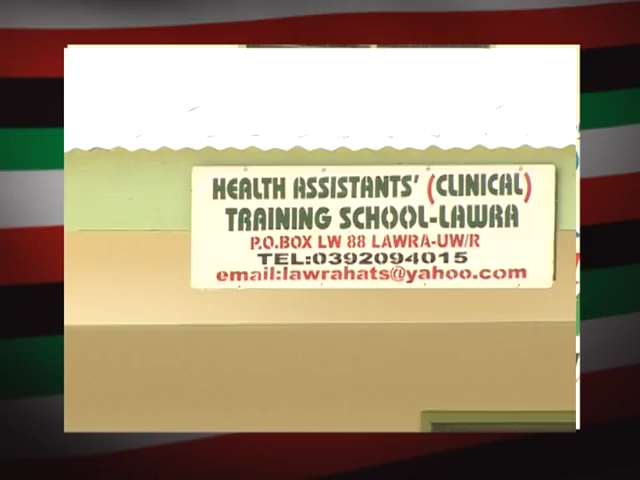 HEALTH ASSISTANTS' (CLINICAL)
TRAINING SCHOOL-LAWRA
P.O.BOX LW 88 LAWRA-UW/R
TEL:0392094015
email:lawrahats@yahoo.com